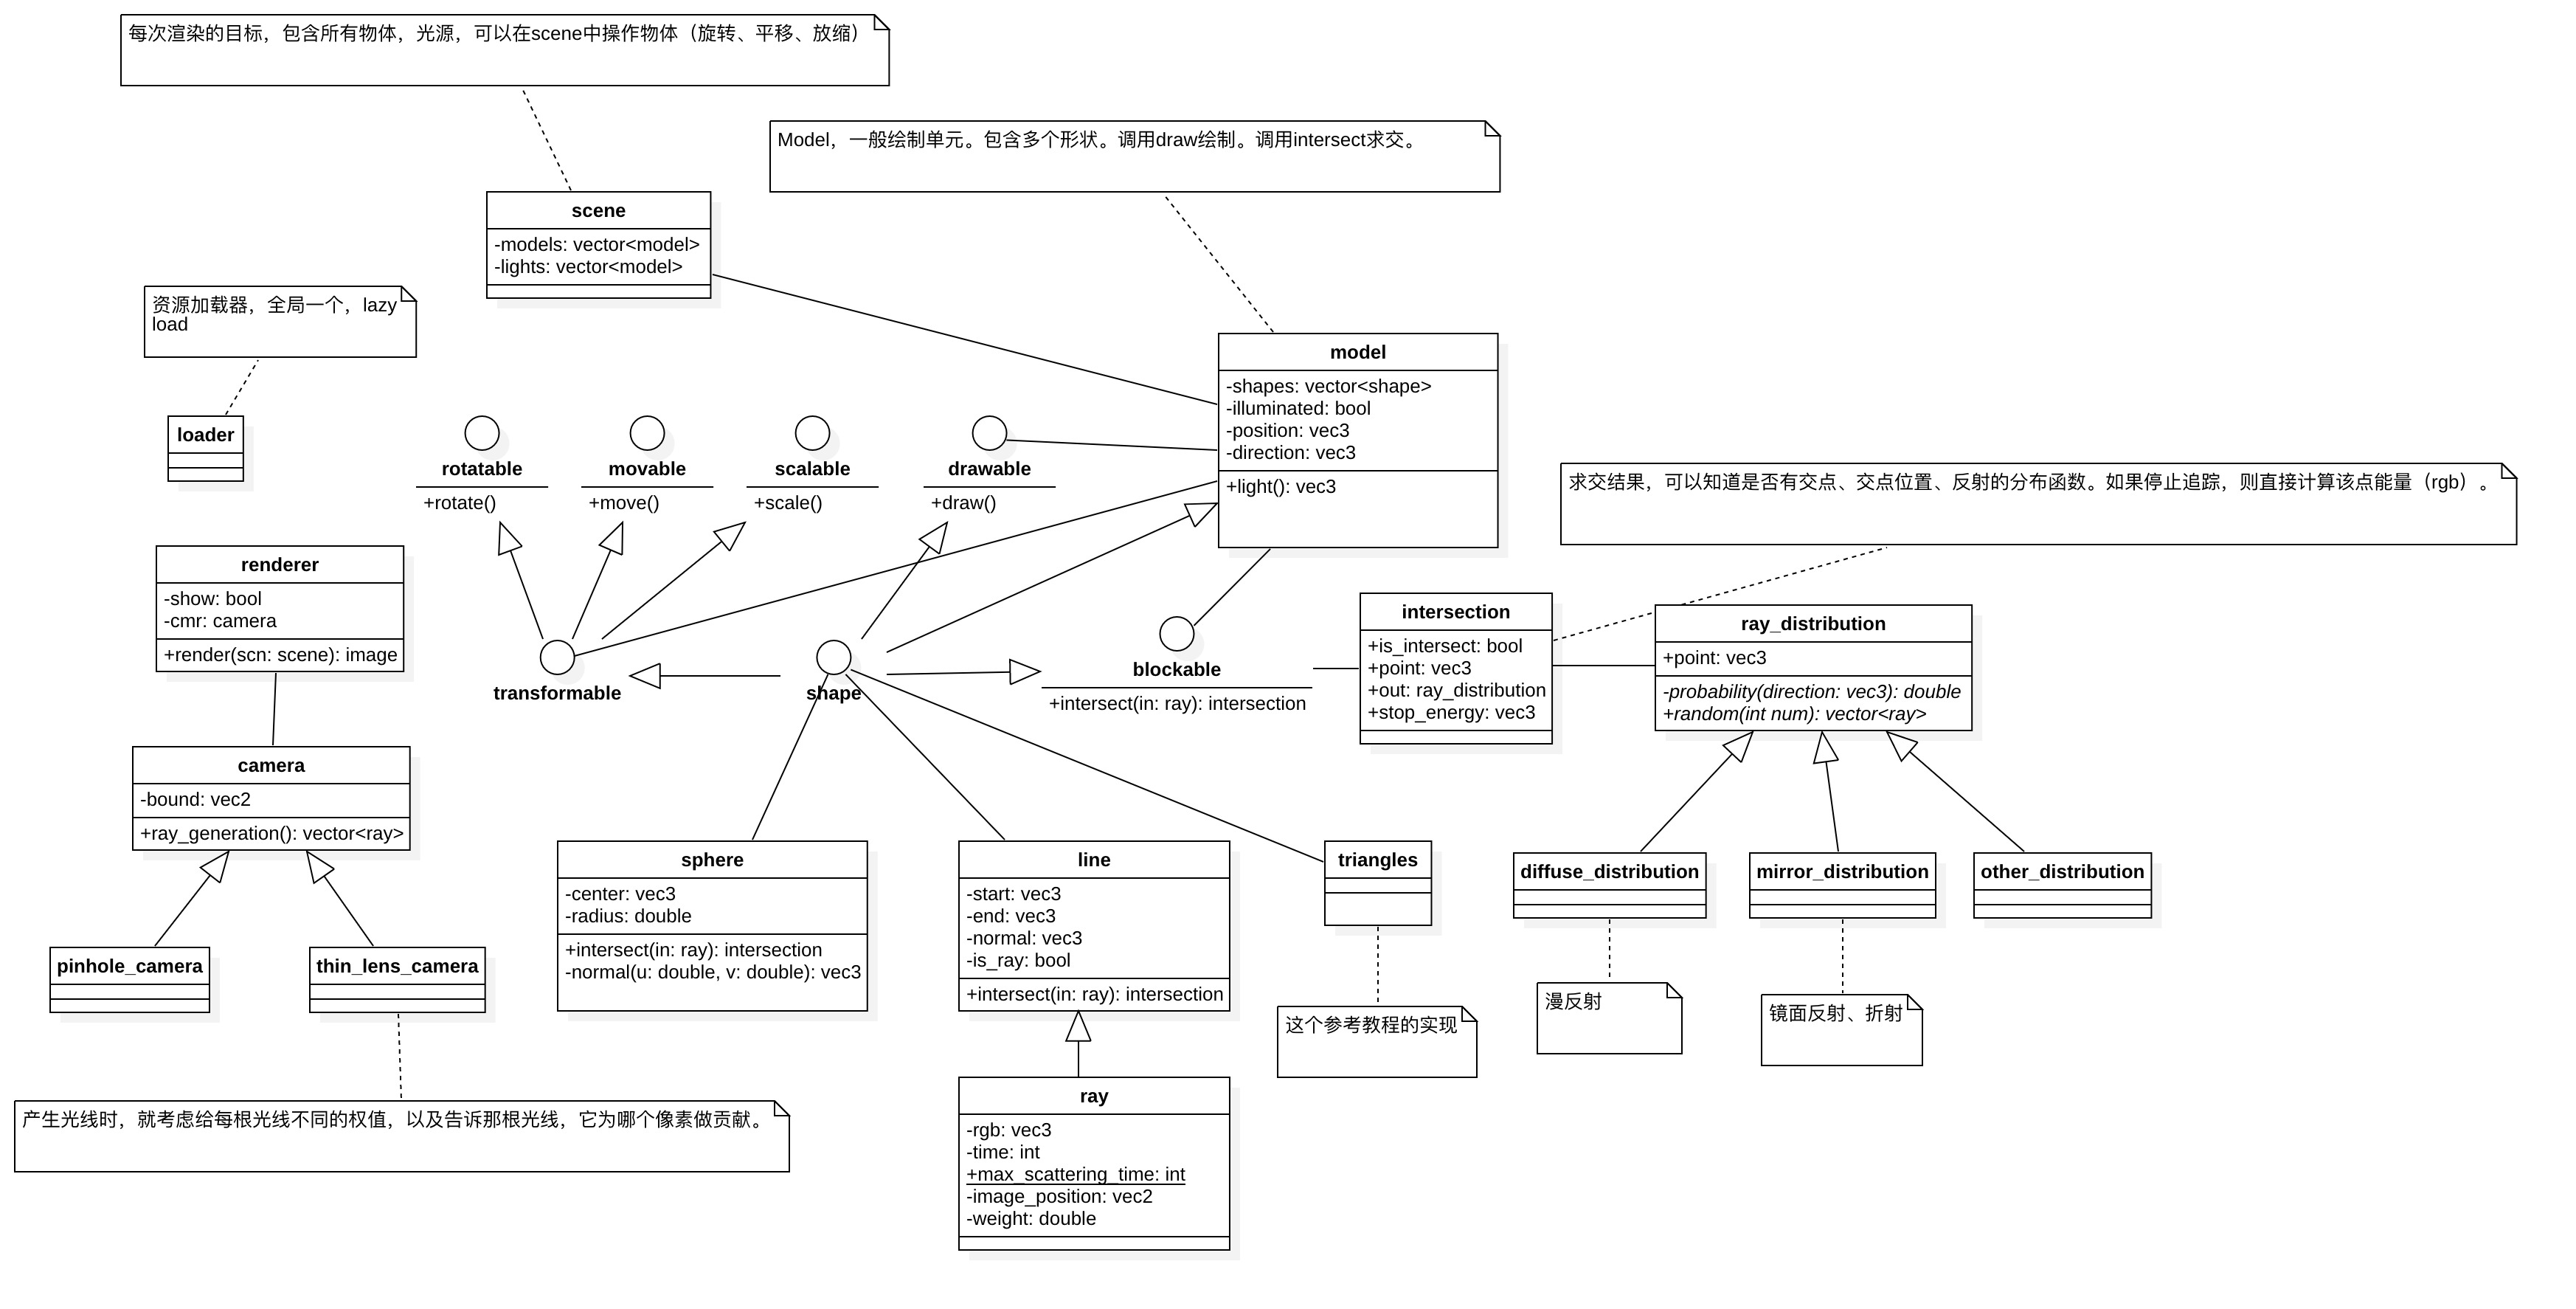 每次渲染的目标，包含所有物体，光源，可以在scene中操作物体（旋转、平移、放缩）
Model，一般绘制单元。包含多个形状。调用draw绘制。调用intersect求交。
scene
-models: vector<model>
-lights: vector<model>
资源加载器，全局一个，lazy
load
loader
model
-shapes: vector<shape>
-illuminated: bool
-position: vec3
-direction: vec3
+light(): vec3
rotatable
+rotate()
movable
+move()
scalable
+scale()
drawable
+draw()
求交结果，可以知道是否有交点、交点位置、反射的分布函数。如果停止追踪，则直接计算该点能量（rgb）。
renderer
-show: bool
-cmr: camera
+render(scn: scene): image
transformable
shape
blockable
+intersect(in: ray): intersection
intersection
+is_intersect: bool
+point: vec3
+out: ray_distribution
+stop_energy: vec3
ray_distribution
+point: vec3
-probability(direction: vec3): double
+random(int num): vector<ray>
camera
-bound: vec2
+ray_generation(): vector<ray>
sphere
-center: vec3
-radius: double
+intersect(in: ray): intersection
-normal(u: double, v: double): vec3
line
-start: vec3
-end: vec3
-normal: vec3
-is_ray: bool
+intersect(in: ray): intersection
triangles
diffuse_distribution
mirror_distribution
other_distribution
pinhole_camera
thin_lens_camera
这个参考教程的实现
漫反射
镜面反射、折射
产生光线时，就考虑给每根光线不同的权值，以及告诉那根光线，它为哪个像素做贡献。
ray
-rgb: vec3
-time: int
+max_scattering_time: int
-image_position: vec2
-weight: double